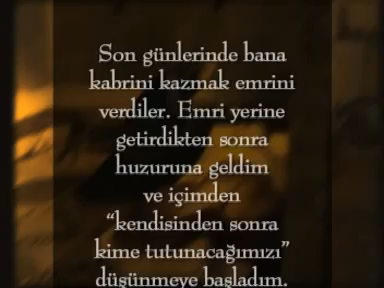 Son günlerinde bana
kabrini kazmak emrini
verdiler. Emri yerine
getirdikten sonra
huzuruna geldim
ve içimden
“kendisinden sonra
kime tutunacağımızı”
düşünmeye başladım.